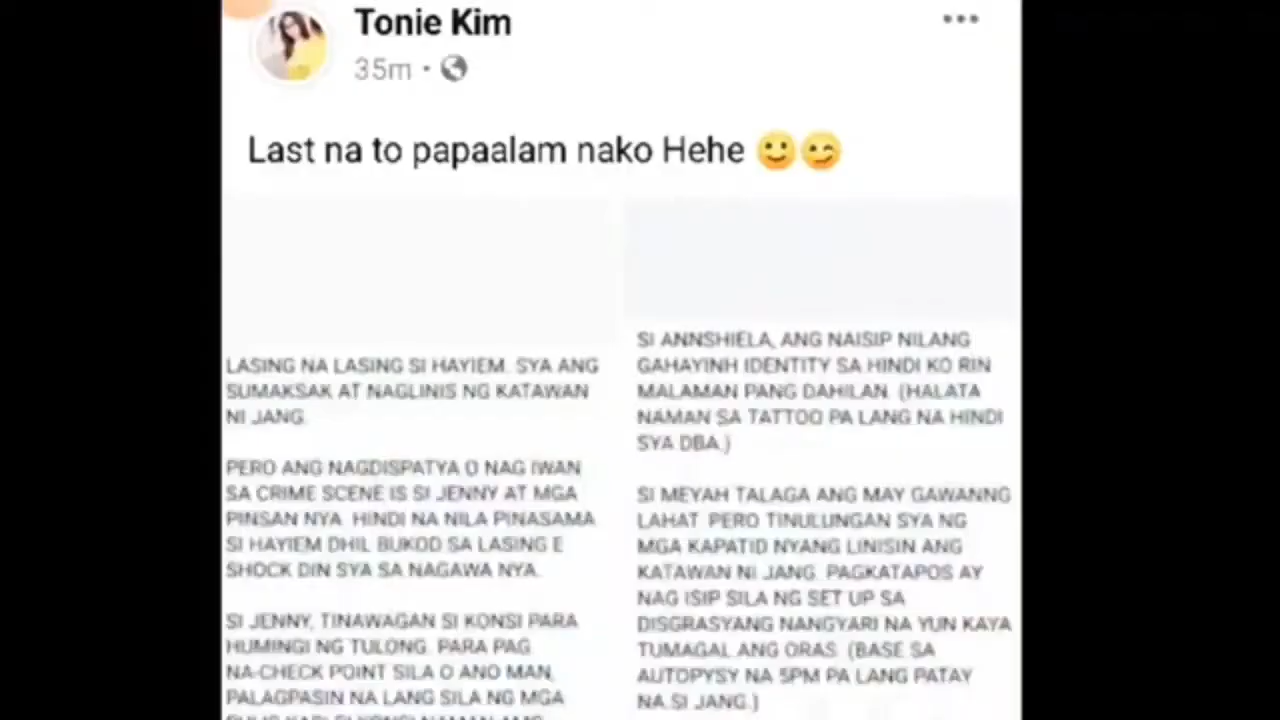 Tonie Kim
35m
Last na to papaalam nako Hehe 🙂😏
LASING NA LASING SI HAYIEM. SYA ANG
SUMAKSAK AT NAGLINIS NG KATAWAN
NI JANG.
PERO ANG NAGDISPATYA O NAG IWAN
SA CRIME SCENE IS SI JENNY AT MGA
PINSAN NYA. HINDI NA NILA PINASAMA
SI HAYIEM DHIL BUKOD SA LASING E
SHOCK DIN SYA SA NAGAWA NYA.
SI JENNY, TINAWAGAN SI KONSI PARA
HUMINGI NG TULONG. PARA PAG
NA-CHECK POINT SILA O ANO MAN,
PALAGPASIN NA LANG SILA NG MGA
SI ANNSHIELA, ANG NAISIP NILANG
GAHAYINH IDENTITY SA HINDI KO RIN
MALAMAN PANG DAHILAN. (HALATA
NAMAN SA TATTOO PA LANG NA HINDI
SYA DBA.)
SI MEYAH TALAGA ANG MAY GAWANNG
LAHAT. PERO TINULUNGAN SYA NG
MGA KAPATID NYANG LINISIN ANG
KATAWAN NI JANG. PAGKATAPOS AY
NAG ISIP SILA NG SET UP SA
DISGRASYANG NANGYARI NA YUN KAYA
TUMAGAL ANG ORAS. (BASE SA
AUTOPYSY NA 5PM PA LANG PATAY
NA SI JANG.)